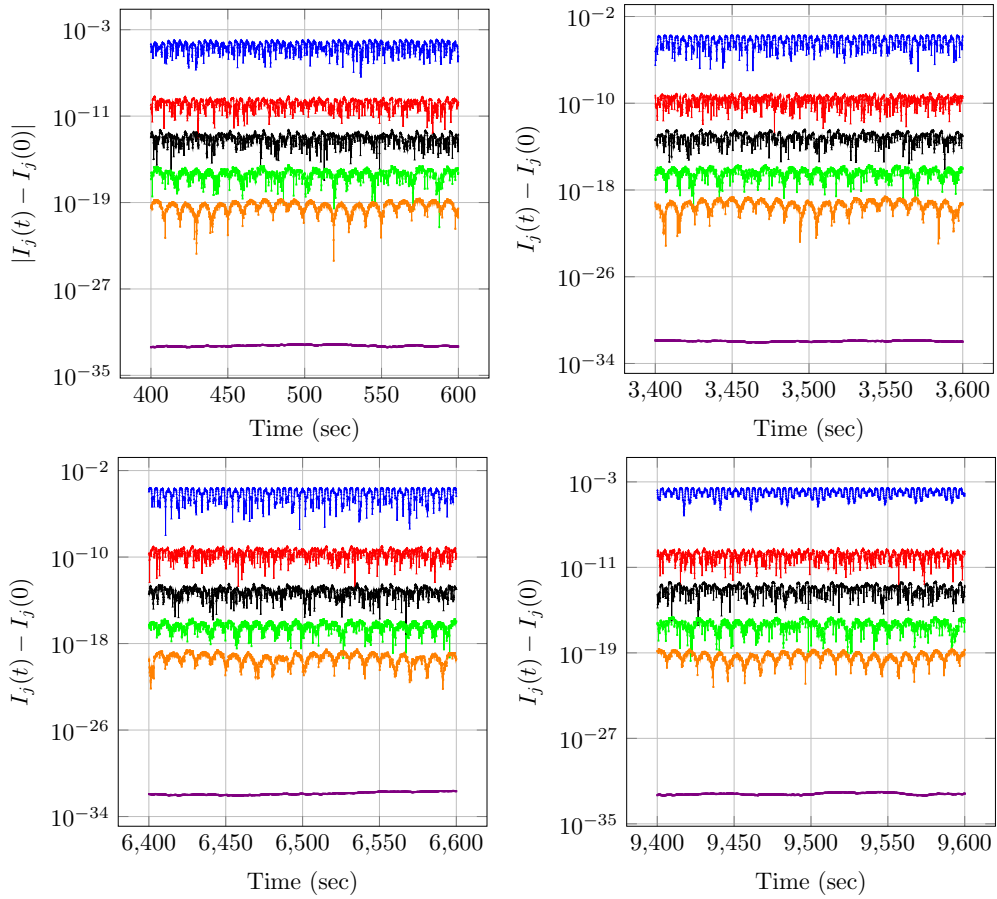 10^-3
10^-11
10^-19
10^-27
10^-35
|I_j(t) − I_j(0)|
400 450 500 550 600
Time (sec)
10^-2
10^-10
10^-18
10^-26
10^-34
I_j(t) − I_j(0)
3,400 3,450 3,500 3,550 3,600
Time (sec)
10^-2
10^-10
10^-18
10^-26
10^-34
I_j(t) − I_j(0)
6,400 6,450 6,500 6,550 6,600
Time (sec)
10^-3
10^-11
10^-19
10^-27
10^-35
I_j(t) − I_j(0)
9,400 9,450 9,500 9,550 9,600
Time (sec)